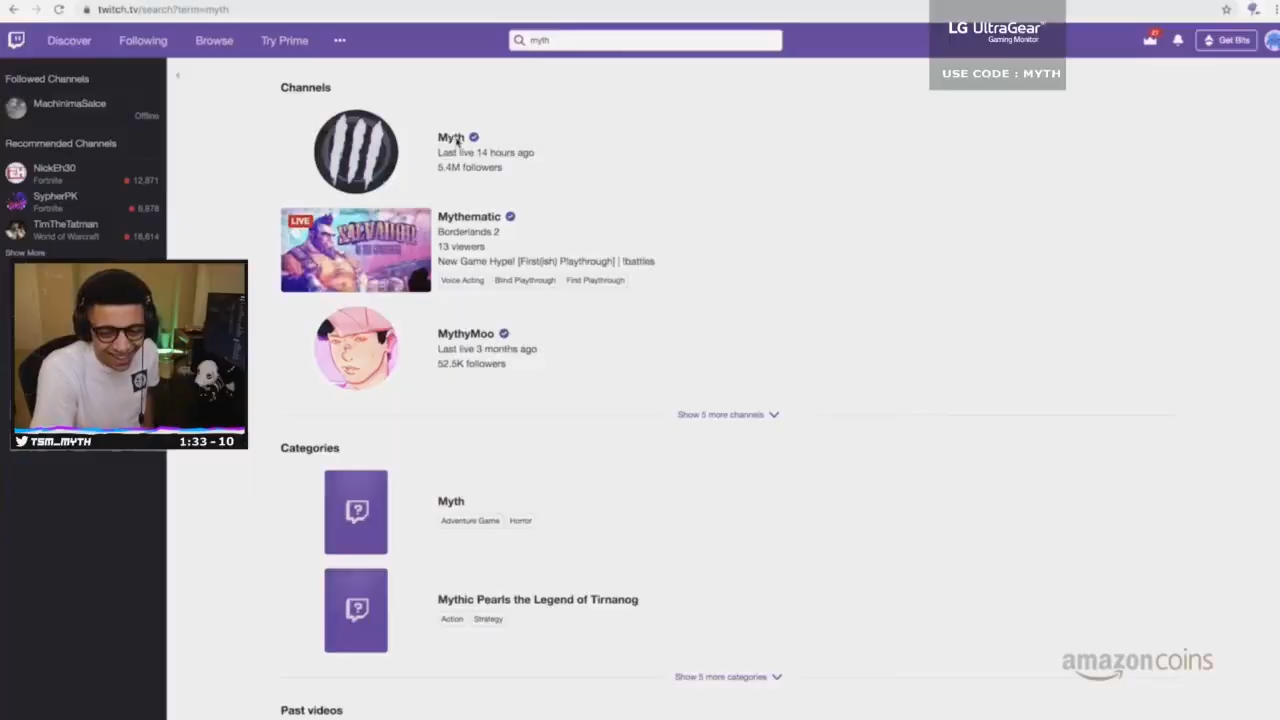 twitch.tv/search?term=myth
Discover
Following
Browse
Try Prime
myth
LG UltraGear
Gaming Monitor
USE CODE : MYTH
27
Get Bits
Followed Channels
MachinimaSalce
Offline
Recommended Channels
NickEh30
Fortnite
12,871
SypherPK
Fortnite
8,878
TimTheTatman
World of Warcraft
16,614
Show More
TSM_MYTH
1:33 - 10
Channels
Myth
Last live 14 hours ago
5.4M followers
LIVE
SALVADOR
Mythematic
Borderlands 2
13 viewers
New Game Hype! [First(ish) Playthrough] | !battles
Voice Acting
Blind Playthrough
First Playthrough
MythyMoo
Last live 3 months ago
52.5K followers
Show 5 more channels
Categories
Myth
Adventure Game
Horror
Mythic Pearls the Legend of Tirnanog
Action
Strategy
Show 5 more categories
Past videos
amazoncoins